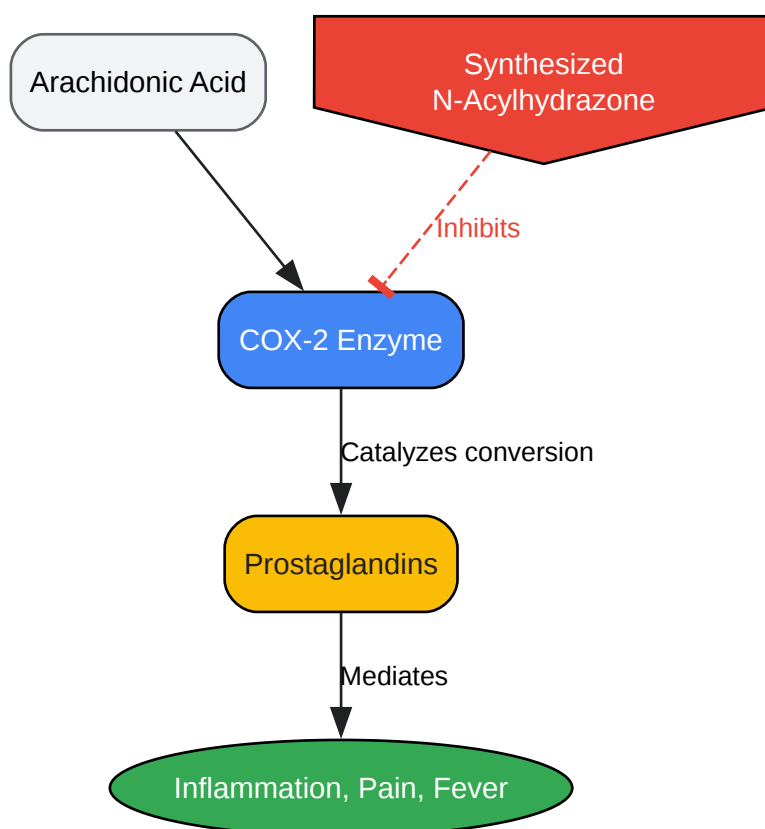 Arachidonic Acid
Synthesized
N-Acylhydrazone
Inhibits
COX-2 Enzyme
Catalyzes conversion
Prostaglandins
Mediates
Inflammation, Pain, Fever